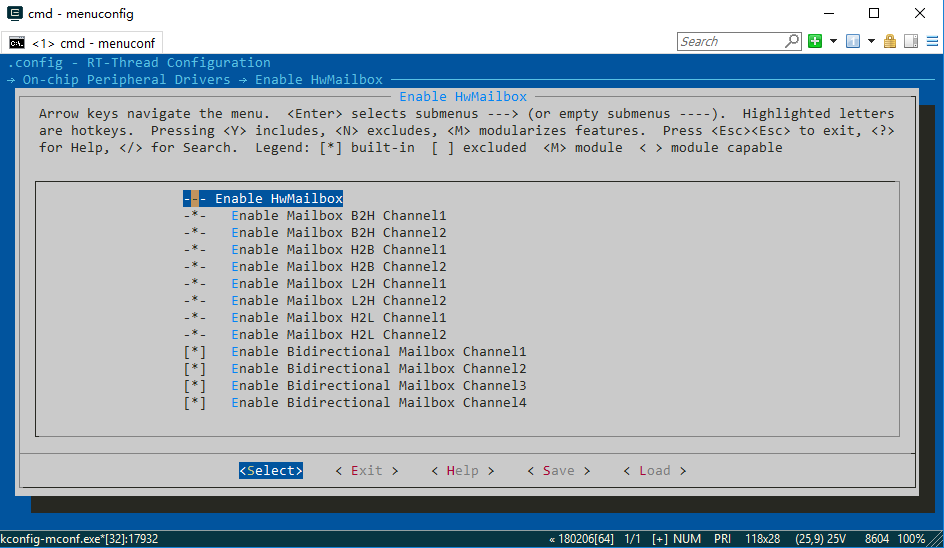 cmd - menuconfig
<1> cmd - menuconf
Search
.config - RT-Thread Configuration
→ On-chip Peripheral Drivers → Enable HwMailbox
Enable HwMailbox
Arrow keys navigate the menu.  <Enter> selects submenus ---> (or empty submenus ----).  Highlighted letters
are hotkeys.  Pressing <Y> includes, <N> excludes, <M> modularizes features.  Press <Esc><Esc> to exit, <?>
for Help, </> for Search.  Legend: [*] built-in  [ ] excluded  <M> module  < > module capable
--- Enable HwMailbox
-*-   Enable Mailbox B2H Channel1
-*-   Enable Mailbox B2H Channel2
-*-   Enable Mailbox H2B Channel1
-*-   Enable Mailbox H2B Channel2
-*-   Enable Mailbox L2H Channel1
-*-   Enable Mailbox L2H Channel2
-*-   Enable Mailbox H2L Channel1
-*-   Enable Mailbox H2L Channel2
[*]   Enable Bidirectional Mailbox Channel1
[*]   Enable Bidirectional Mailbox Channel2
[*]   Enable Bidirectional Mailbox Channel3
[*]   Enable Bidirectional Mailbox Channel4
<Select>    < Exit >    < Help >    < Save >    < Load >
kconfig-mconf.exe*[32]:17932    « 180206[64]  1/1  [+] NUM  PRI  118x28  (25,9) 25V  8604  100%